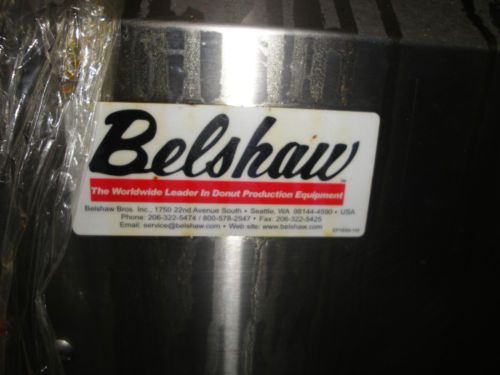 Belshaw
The Worldwide Leader In Donut Production Equipment
Belshaw Bros. Inc., 1750 22nd Avenue South • Seattle, WA 98144-4590 • USA
Phone: 206-322-5474 / 800-578-2547 • Fax: 206-322-5425
Email: service@belshaw.com • Web site: www.belshaw.com